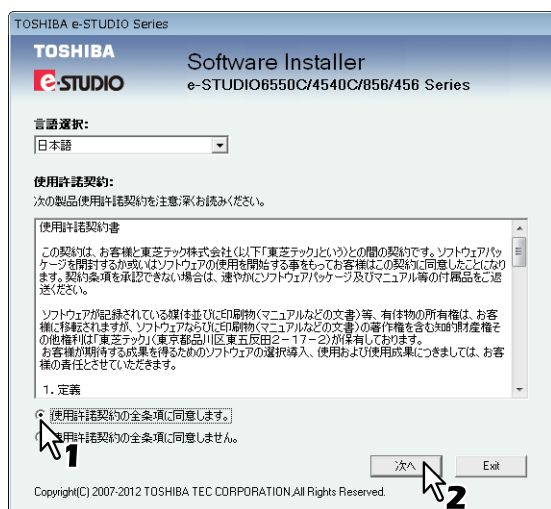 TOSHIBA e-STUDIO Series
TOSHIBA
e-STUDIO
Software Installer
e-STUDIO6550C/4540C/856/456 Series
言語選択:
日本語
使用許諾契約:
次の製品使用許諾契約を注意深くお読みください。
使用許諾契約書
この契約は、お客様と東芝テック株式会社(以下「東芝テック」という)との間の契約です。ソフトウェアパッ
ケージを開封するか或いはソフトウェアの使用を開始する事をもってお客様はこの契約に同意したことになり
ます。契約条項を承認できない場合は、速やかにソフトウェアパッケージ及びマニュアル等の付属品をご返
送ください。
ソフトウェアが記録されている媒体並びに印刷物(マニュアルなどの文書)等、有体物の所有権は、お客
様に移転されますが、ソフトウェアならびに印刷物(マニュアルなどの文書)の著作権を含む知的財産権そ
の他権利は「東芝テック」(東京都品川区東五反田2-17-2)が保有しております。
お客様が期待する成果を得るためのソフトウェアの選択導入、使用および使用成果につきましては、お客
様の責任とさせていただきます。
1. 定義
使用許諾契約の全条項に同意します。
使用許諾契約の全条項に同意しません。
1
次へ
Exit
2
Copyright(C) 2007-2012 TOSHIBA TEC CORPORATION,All Rights Reserved.